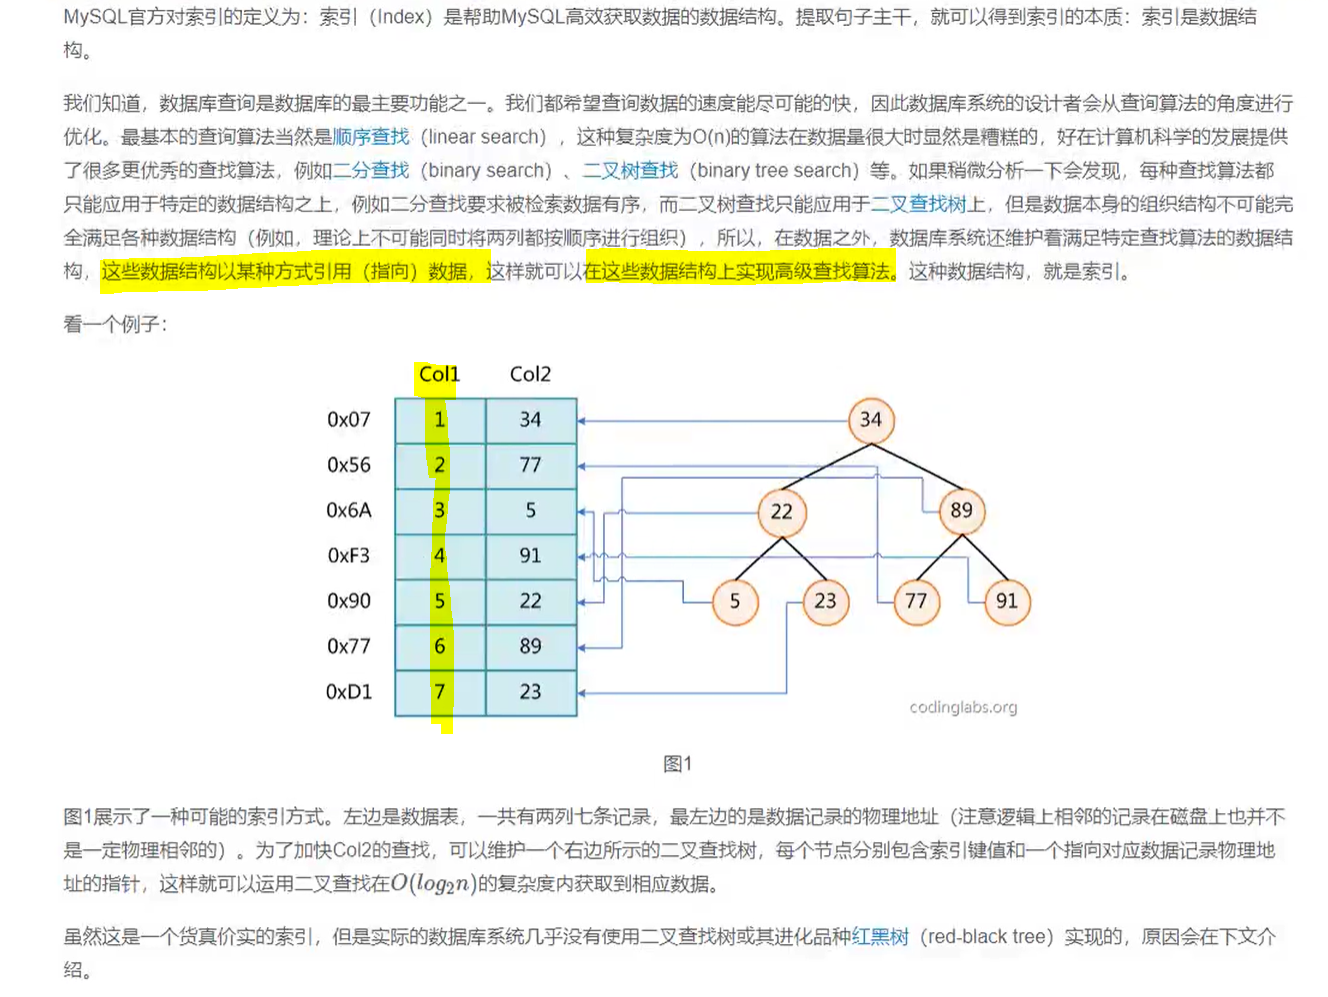 MySQL官方对索引的定义为：索引（Index）是帮助MySQL高效获取数据的数据结构。提取句子主干，就可以得到索引的本质：索引是数据结
构。
我们知道，数据库查询是数据库的最主要功能之一。我们都希望查询数据的速度能尽可能的快，因此数据库系统的设计者会从查询算法的角度进行
优化。最基本的查询算法当然是顺序查找（linear search），这种复杂度为O(n)的算法在数据量很大时显然是糟糕的，好在计算机科学的发展提供
了很多更优秀的查找算法，例如二分查找（binary search）、二叉树查找（binary tree search）等。如果稍微分析一下会发现，每种查找算法都
只能应用于特定的数据结构之上，例如二分查找要求被检索数据有序，而二叉树查找只能应用于二叉查找树上，但是数据本身的组织结构不可能完
全满足各种数据结构（例如，理论上不可能同时将两列都按顺序进行组织），所以，在数据之外，数据库系统还维护着满足特定查找算法的数据结
构，这些数据结构以某种方式引用（指向）数据，这样就可以在这些数据结构上实现高级查找算法。这种数据结构，就是索引。
看一个例子：
Col1 Col2
0x07 1 34 34
0x56 2 77
0x6A 3 5 22 89
0xF3 4 91
0x90 5 22 5 23 77 91
0x77 6 89
0xD1 7 23
codinglabs.org
图1
图1展示了一种可能的索引方式。左边是数据表，一共有两列七条记录，最左边的是数据记录的物理地址（注意逻辑上相邻的记录在磁盘上也并不
是一定物理相邻的）。为了加快Col2的查找，可以维护一个右边所示的二叉查找树，每个节点分别包含索引键值和一个指向对应数据记录物理地
址的指针，这样就可以运用二叉查找在O(log₂n)的复杂度内获取到相应数据。
虽然这是一个货真价实的索引，但是实际的数据库系统几乎没有使用二叉查找树或其进化品种红黑树（red-black tree）实现的，原因会在下文介
绍。